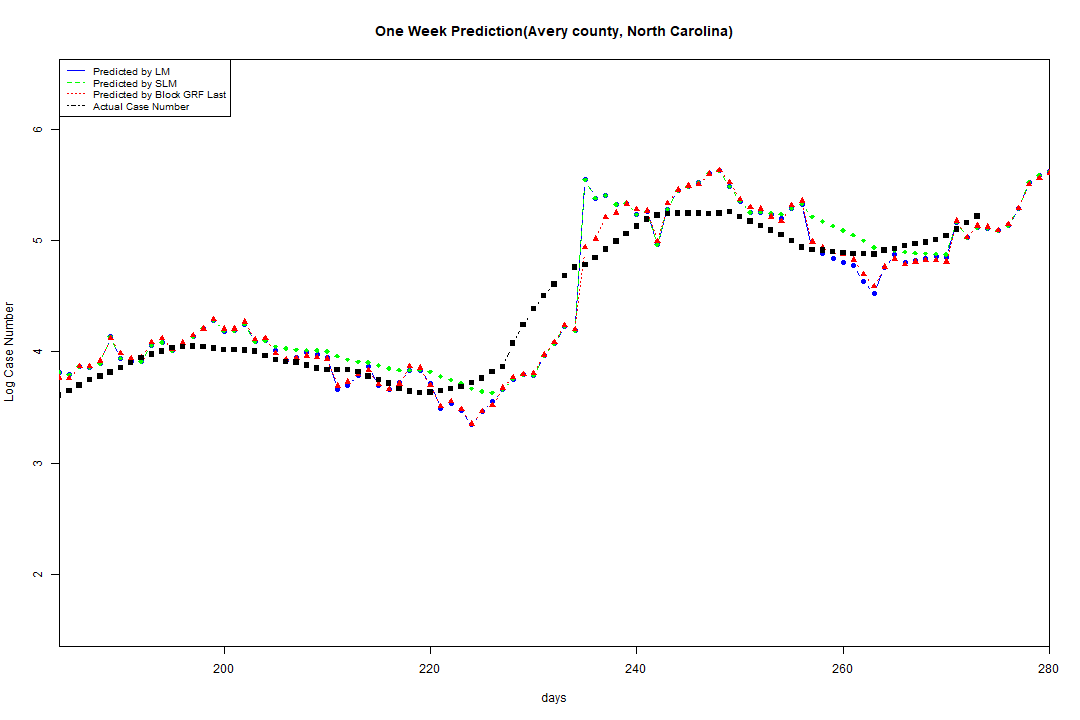 One Week Prediction(Avery county, North Carolina)
Predicted by LM
Predicted by SLM
Predicted by Block GRF Last
Actual Case Number
6
5
4
3
2
Log Case Number
200 220 240 260 280
days